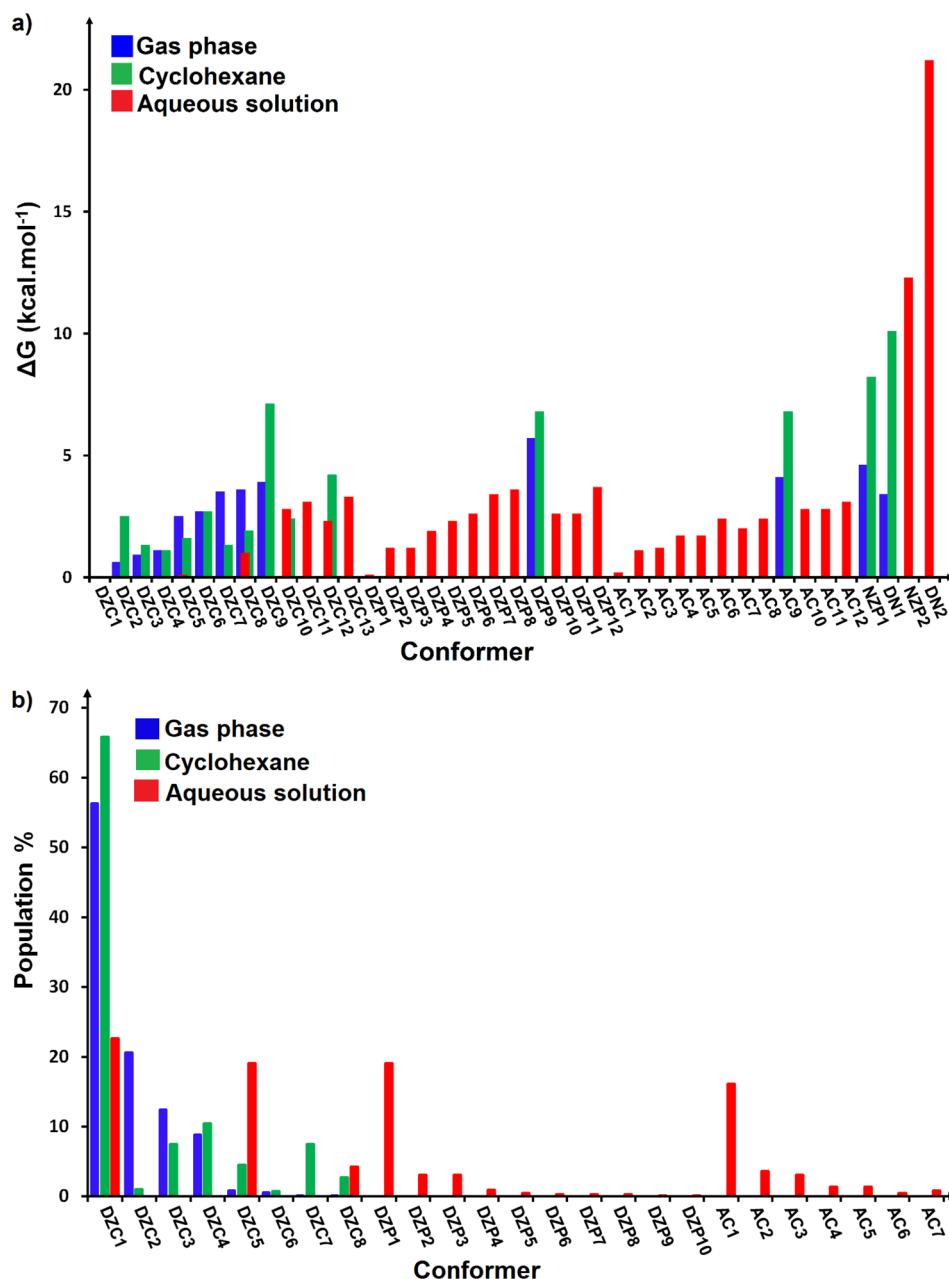 a)
Gas phase
Cyclohexane
Aqueous solution
20
15
10
5
0
ΔG (kcal.mol-1)
DZC1
DZC2
DZC3
DZC4
DZC5
DZC6
DZC7
DZC8
DZC9
DZC10
DZC11
DZC12
DZC13
DZP1
DZP2
DZP3
DZP4
DZP5
DZP6
DZP7
DZP8
DZP9
DZP10
DZP11
DZP12
AC1
AC2
AC3
AC4
AC5
AC6
AC7
AC8
AC9
AC10
AC11
AC12
NZP1
DN1
NZP2
DN2
Conformer
b)
Gas phase
Cyclohexane
Aqueous solution
70
60
50
40
30
20
10
0
Population %
DZC1
DZC2
DZC3
DZC4
DZC5
DZC6
DZC7
DZC8
DZP1
DZP2
DZP3
DZP4
DZP5
DZP6
DZP7
DZP8
DZP9
DZP10
AC1
AC2
AC3
AC4
AC5
AC6
AC7
Conformer